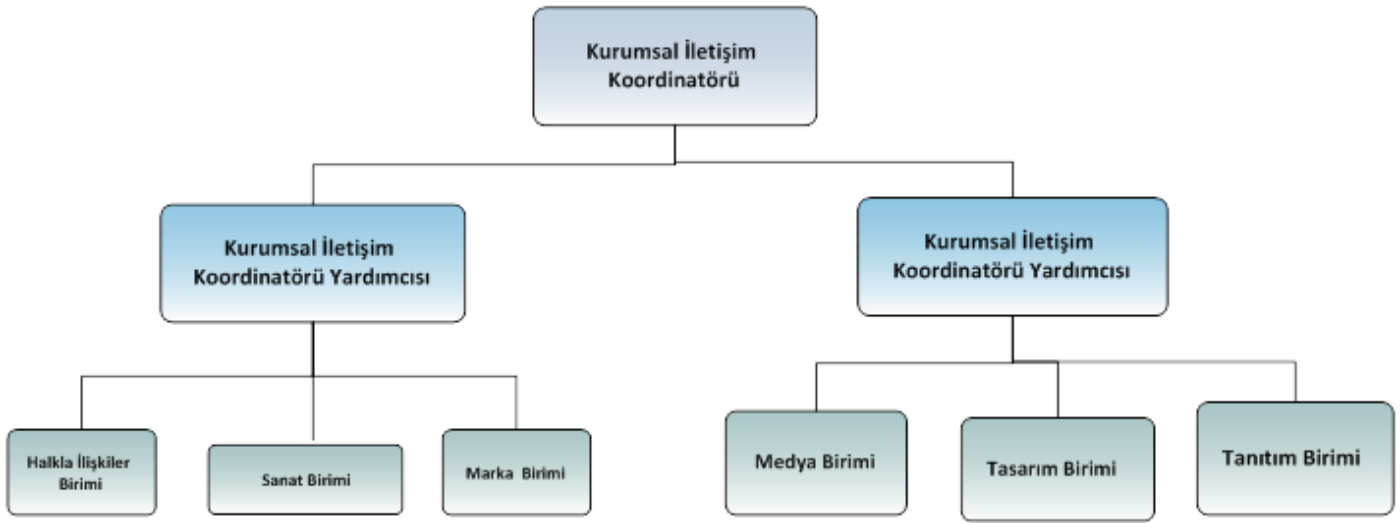 Kurumsal İletişim
Koordinatörü
Kurumsal İletişim
Koordinatörü Yardımcısı
Kurumsal İletişim
Koordinatörü Yardımcısı
Halkla İlişkiler
Birimi
Sanat Birimi
Marka Birimi
Medya Birimi
Tasarım Birimi
Tanıtım Birimi